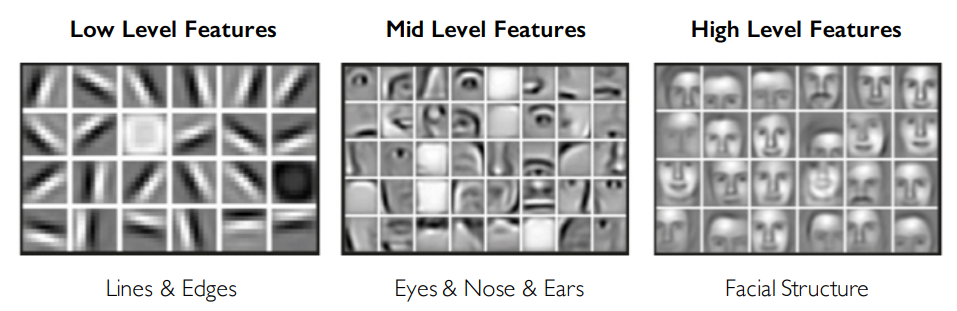 Low Level Features
Mid Level Features
High Level Features
Lines & Edges
Eyes & Nose & Ears
Facial Structure